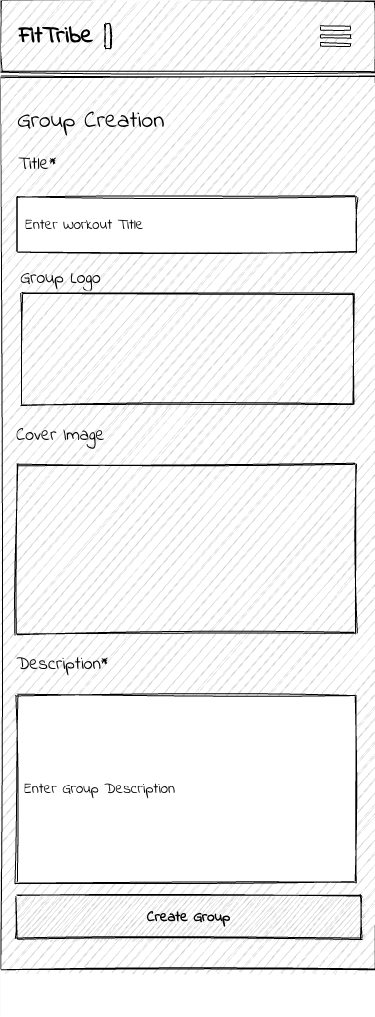 FitTribe
Group Creation
Title*
Enter workout Title
Group Logo
Cover Image
Description*
Enter Group Description
Create Group